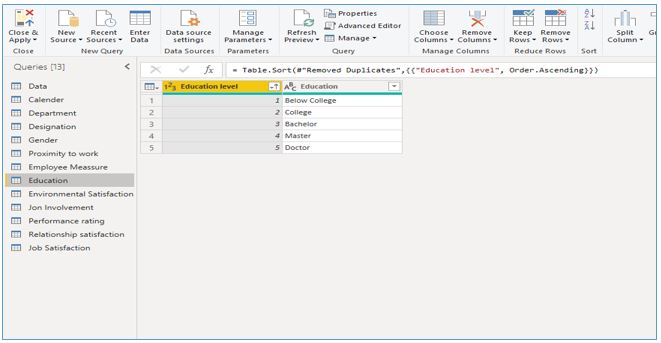 Close & Apply
New Source
Recent Sources
Enter Data
Data source settings
Manage Parameters
Refresh Preview
Properties
Advanced Editor
Manage
Choose Columns
Remove Columns
Keep Rows
Remove Rows
Split Column
Close
New Query
Data Sources
Parameters
Query
Manage Columns
Reduce Rows
Sort
Queries [13]
fx
= Table.Sort(#"Removed Duplicates",{{"Education level", Order.Ascending}})
Data
Calender
Department
Designation
Gender
Proximity to work
Employee Meassure
Education
Environmental Satisfaction
Jon Involvement
Performance rating
Relationship satisfaction
Job Satisfaction
123 Education level ABC Education
1 1 Below College
2 2 College
3 3 Bachelor
4 4 Master
5 5 Doctor